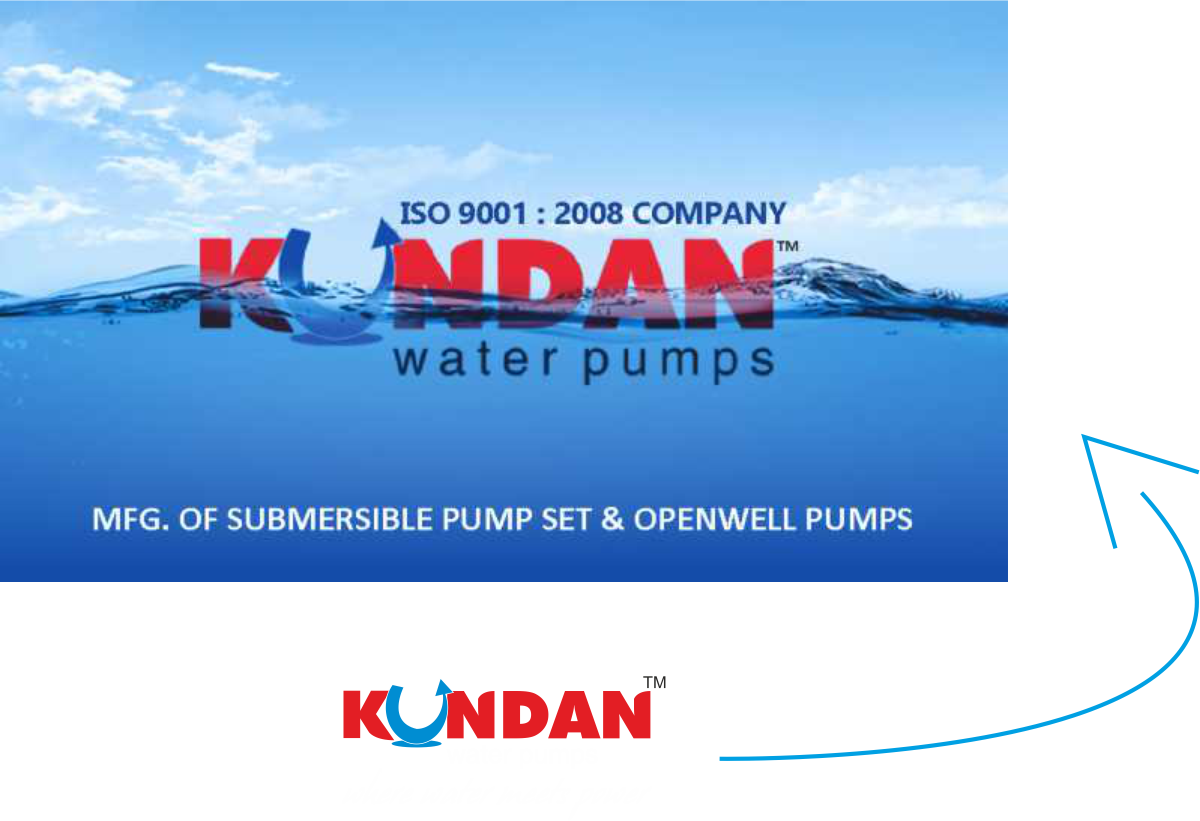 ISO 9001 : 2008 COMPANY
KUNDAN™
water pumps
MFG. OF SUBMERSIBLE PUMP SET & OPENWELL PUMPS
KUNDAN™